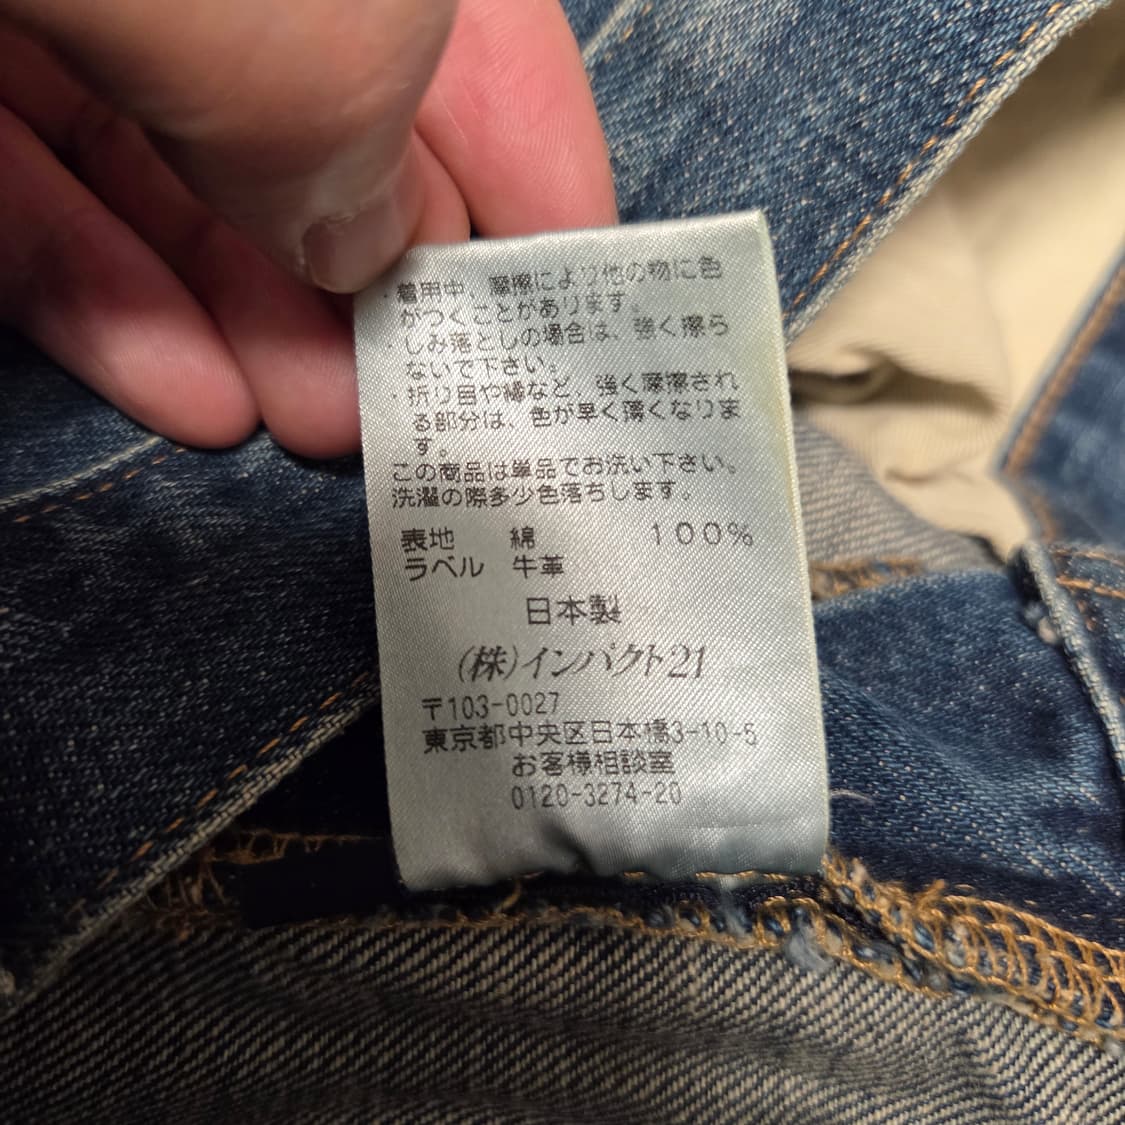 ・着用中、摩擦により他の物に色
がつくことがあります。
・しみ落としの場合は、強く擦ら
ないで下さい。
・折り目や縁など、強く摩擦され
る部分は、色が早く薄くなりま
す。
この商品は単品でお洗い下さい。
洗濯の際多少色落ちします。
表地 綿 100%
ラベル 牛革
日本製
(株)インパクト21
〒103-0027
東京都中央区日本橋3-10-5
お客様相談室
0120-3274-20